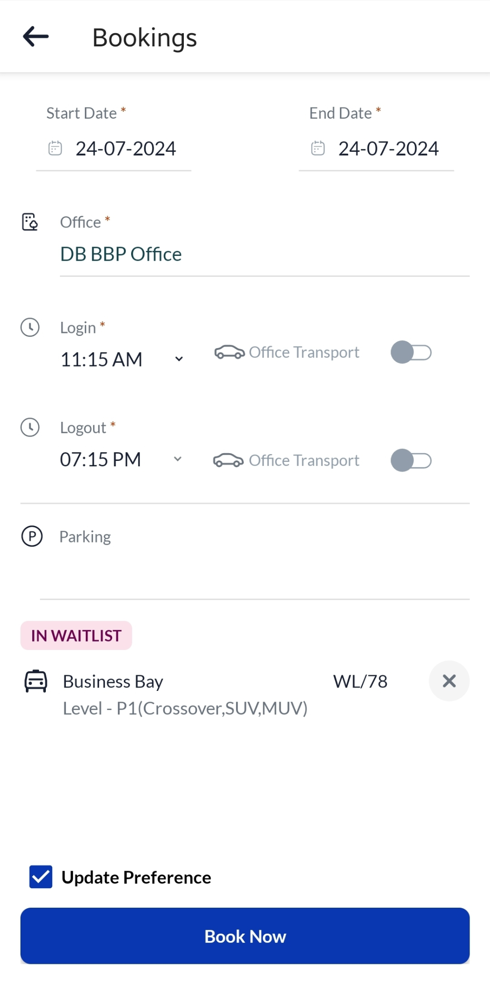 Bookings
Start Date *
End Date *
24-07-2024
24-07-2024
Office *
DB BBP Office
Login *
11:15 AM
Office Transport
Logout *
07:15 PM
Office Transport
P
Parking
IN WAITLIST
Business Bay
WL/78
Level - P1(Crossover,SUV,MUV)
Update Preference
Book Now